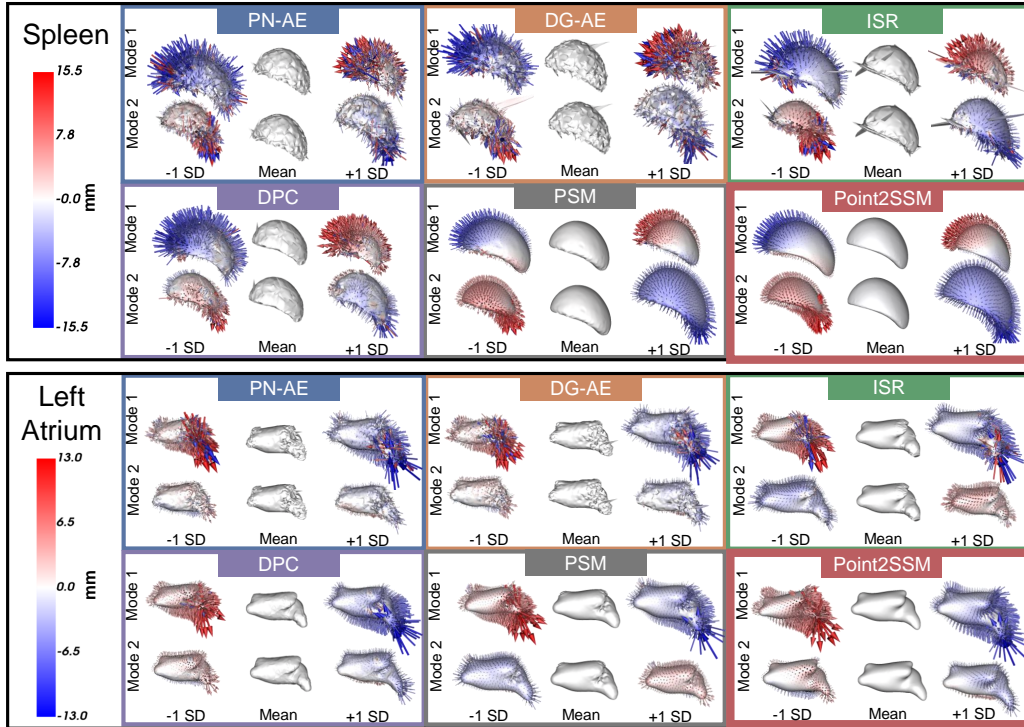 Spleen
15.5
7.8
-0.0
-7.8
-15.5
mm
PN-AE
Mode 1
Mode 2
-1 SD
Mean
+1 SD
DG-AE
Mode 1
Mode 2
-1 SD
Mean
+1 SD
ISR
Mode 1
Mode 2
-1 SD
Mean
+1 SD
DPC
Mode 1
Mode 2
-1 SD
Mean
+1 SD
PSM
Mode 1
Mode 2
-1 SD
Mean
+1 SD
Point2SSM
Mode 1
Mode 2
-1 SD
Mean
+1 SD
Left
Atrium
13.0
6.5
0.0
-6.5
-13.0
mm
PN-AE
Mode 1
Mode 2
-1 SD
Mean
+1 SD
DG-AE
Mode 1
Mode 2
-1 SD
Mean
+1 SD
ISR
Mode 1
Mode 2
-1 SD
Mean
+1 SD
DPC
Mode 1
Mode 2
-1 SD
Mean
+1 SD
PSM
Mode 1
Mode 2
-1 SD
Mean
+1 SD
Point2SSM
Mode 1
Mode 2
-1 SD
Mean
+1 SD